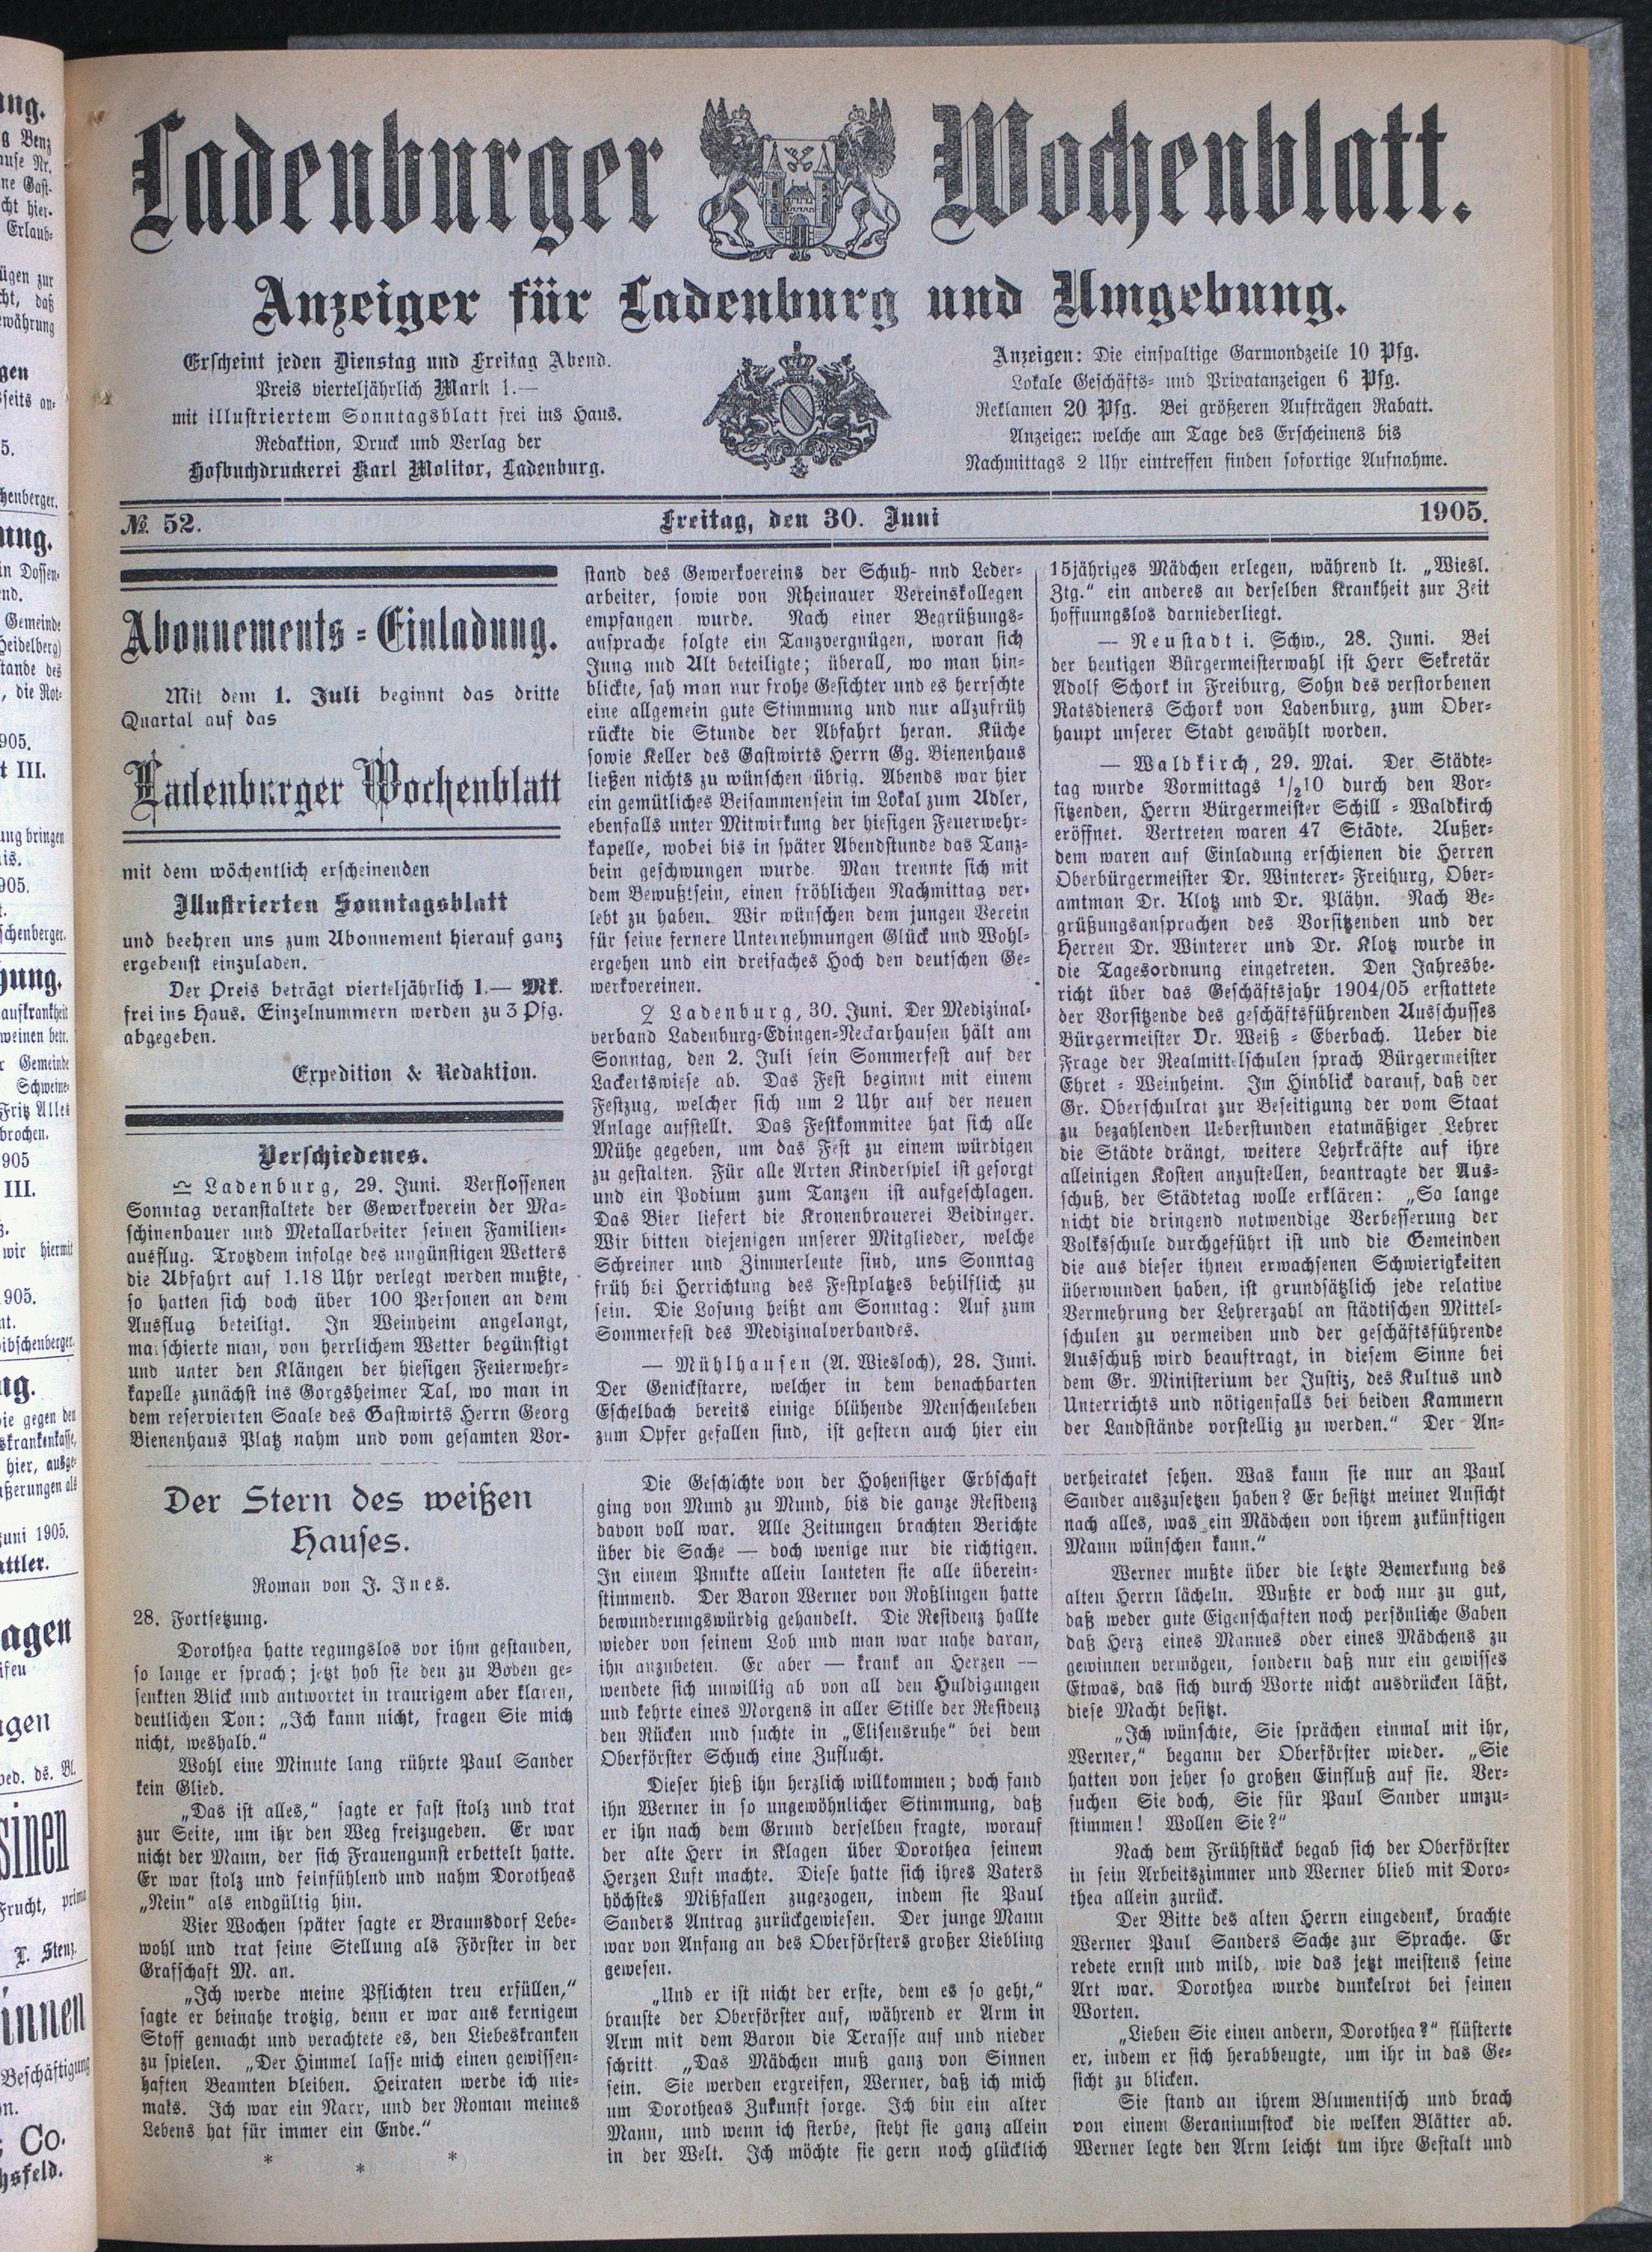 Ladenburger Wochenblatt.
Anzeiger für Ladenburg und Umgebung.
Erscheint jeden Dienstag und Freitag Abend.
Preis vierteljährlich Mark 1.—
mit illustriertem Sonntagsblatt frei ins Haus.
Redaktion, Druck und Verlag der
Hofbuchdruckerei Karl Molitor, Ladenburg.
Anzeigen: Die einspaltige Garmondzeile 10 Pfg.
Lokale Geschäfts- und Privatanzeigen 6 Pfg.
Reklamen 20 Pfg. Bei größeren Aufträgen Rabatt.
Anzeigen welche am Tage des Erscheinens bis
Nachmittags 2 Uhr eintreffen finden sofortige Aufnahme.
№ 52.
Freitag, den 30. Juni
1905.
Abonnements-Einladung.
Mit dem 1. Juli beginnt das dritte
Quartal auf das
Ladenburger Wochenblatt
mit dem wöchentlich erscheinenden
Illustrierten Sonntagsblatt
und beehren uns zum Abonnement hierauf ganz
ergebenst einzuladen.
Der Preis beträgt vierteljährlich 1.— Mk.
frei ins Haus. Einzelnummern werden zu 3 Pfg.
abgegeben.
Expedition & Redaktion.
Verschiedenes.
Ladenburg, 29. Juni. Verflossenen
Sonntag veranstaltete der Gewerkverein der Ma-
schinenbauer und Metallarbeiter seinen Familien-
ausflug. Trotzdem infolge des ungünstigen Wetters
die Abfahrt auf 1.18 Uhr verlegt werden mußte,
so hatten sich doch über 100 Personen an dem
Ausflug beteiligt. In Weinheim angelangt,
marschierte man, von herrlichem Wetter begünstigt
und unter den Klängen der hiesigen Feuerwehr-
kapelle zunächst ins Gorgsheimer Tal, wo man in
dem reservierten Saale des Gastwirts Herrn Georg
Bienenhaus Platz nahm und vom gesamten Vor-
stand des Gewerkvereins der Schuh- nnd Leder-
arbeiter, sowie von Rheinauer Vereinskollegen
empfangen wurde. Nach einer Begrüßungs-
ansprache folgte ein Tanzvergnügen, woran sich
Jung und Alt beteiligte; überall, wo man hin-
blickte, sah man nur frohe Gesichter und es herrschte
eine allgemein gute Stimmung und nur allzufrüh
rückte die Stunde der Abfahrt heran. Küche
sowie Keller des Gastwirts Herrn Gg. Bienenhaus
ließen nichts zu wünschen übrig. Abends war hier
ein gemütliches Beisammensein im Lokal zum Adler,
ebenfalls unter Mitwirkung der hiesigen Feuerwehr-
kapelle, wobei bis in später Abendstunde das Tanz-
bein geschwungen wurde. Man trennte sich mit
dem Bewußtsein, einen fröhlichen Nachmittag ver-
lebt zu haben. Wir wünschen dem jungen Verein
für seine fernere Unternehmungen Glück und Wohl-
ergehen und ein dreifaches Hoch den deutschen Ge-
werkvereinen.
Ladenburg, 30. Juni. Der Medizinal-
verband Ladenburg-Edingen-Neckarhausen hält am
Sonntag, den 2. Juli sein Sommerfest auf der
Lackertswiese ab. Das Fest beginnt mit einem
Festzug, welcher sich um 2 Uhr auf der neuen
Anlage aufstellt. Das Festkommitee hat sich alle
Mühe gegeben, um das Fest zu einem würdigen
zu gestalten. Für alle Arten Kinderspiel ist gesorgt
und ein Podium zum Tanzen ist aufgeschlagen.
Das Bier liefert die Kronenbrauerei Beidinger.
Wir bitten diejenigen unserer Mitglieder, welche
Schreiner und Zimmerleute sind, uns Sonntag
früh bei Herrichtung des Festplatzes behilflich zu
sein. Die Losung heißt am Sonntag: Auf zum
Sommerfest des Medizinalverbandes.
— Mühlhausen (A. Wiesloch), 28. Juni.
Der Genickstarre, welcher in dem benachbarten
Eschelbach bereits einige blühende Menschenleben
zum Opfer gefallen sind, ist gestern auch hier ein
15jähriges Mädchen erlegen, während lt. „Wiesl.
Ztg." ein anderes an derselben Krankheit zur Zeit
hoffnungslos darniederliegt.
— Neustadt i. Schw., 28. Juni. Bei
der heutigen Bürgermeisterwahl ist Herr Sekretär
Adolf Schork in Freiburg, Sohn des verstorbenen
Ratsdieners Schork von Ladenburg, zum Ober-
haupt unserer Stadt gewählt worden.
— Waldkirch, 29. Mai. Der Städte-
tag wurde Vormittags 1/210 durch den Vor-
sitzenden, Herrn Bürgermeister Schill-Waldkirch
eröffnet. Vertreten waren 47 Städte. Außer-
dem waren auf Einladung erschienen die Herren
Oberbürgermeister Dr. Winterer-Freiburg, Ober-
amtman Dr. Klotz und Dr. Plähn. Nach Be-
grüßungsansprachen des Vorsitzenden und der
Herren Dr. Winterer und Dr. Klotz wurde in
die Tagesordnung eingetreten. Den Jahresbe-
richt über das Geschäftsjahr 1904/05 erstattete
der Vorsitzende des geschäftsführenden Ausschusses
Bürgermeister Dr. Weiß-Eberbach. Ueber die
Frage der Realmittelschulen sprach Bürgermeister
Ehret-Weinheim. Im Hinblick darauf, daß der
Gr. Oberschulrat zur Beseitigung der vom Staat
zu bezahlenden Ueberstunden etatmäßiger Lehrer
die Städte drängt, weitere Lehrkräfte auf ihre
alleinigen Kosten anzustellen, beantragte der Aus-
schuß, der Städtetag wolle erklären: „So lange
nicht die dringend notwendige Verbesserung der
Volksschule durchgeführt ist und die Gemeinden
die aus dieser ihnen erwachsenen Schwierigkeiten
überwunden haben, ist grundsätzlich jede relative
Vermehrung der Lehrerzahl an städtischen Mittel-
schulen zu vermeiden und der geschäftsführende
Ausschuß wird beauftragt, in diesem Sinne bei
dem Gr. Ministerium der Justiz, des Kultus und
Unterrichts und nötigenfalls bei beiden Kammern
der Landstände vorstellig zu werden." Der An-
Der Stern des weißen
Hauses.
Roman von J. Ines.
28. Fortsetzung.
Dorothea hatte regungslos vor ihm gestanden,
so lange er sprach; jetzt hob sie den zu Boden ge-
senkten Blick und antwortet in traurigem aber klaren,
deutlichen Ton: „Ich kann nicht, fragen Sie mich
nicht, weshalb."
Wohl eine Minute lang rührte Paul Sander
kein Glied.
„Das ist alles," sagte er fast stolz und trat
zur Seite, um ihr den Weg freizugeben. Er war
nicht der Mann, der sich Frauengunst erbettelt hatte.
Er war stolz und feinfühlend und nahm Dorotheas
„Nein" als endgültig hin.
Vier Wochen später sagte er Braunsdorf Lebe-
wohl und trat seine Stellung als Förster in der
Grafschaft M. an.
„Ich werde meine Pflichten treu erfüllen,"
sagte er beinahe trotzig, denn er war aus kernigem
Stoff gemacht und verachtete es, den Liebeskranken
zu spielen. „Der Himmel lasse mich einen gewissen-
haften Beamten bleiben. Heiraten werde ich nie-
mals. Ich war ein Narr, und der Roman meines
Lebens hat für immer ein Ende."
* * *
Die Geschichte von der Hohensitzer Erbschaft
ging von Mund zu Mund, bis die ganze Residenz
davon voll war. Alle Zeitungen brachten Berichte
über die Sache — doch wenige nur die richtigen.
In einem Punkte allein lauteten sie alle überein-
stimmend. Der Baron Werner von Roßlingen hatte
bewunderungswürdig gehandelt. Die Residenz hallte
wieder von seinem Lob und man war nahe daran,
ihn anzubeten. Er aber — krank an Herzen —
wendete sich unwillig ab von all den Huldigungen
und kehrte eines Morgens in aller Stille der Residenz
den Rücken und suchte in „Elisensruhe" bei dem
Oberförster Schuch eine Zuflucht.
Dieser hieß ihn herzlich willkommen; doch fand
ihn Werner in so ungewöhnlicher Stimmung, daß
er ihn nach dem Grund derselben fragte, worauf
der alte Herr in Klagen über Dorothea seinem
Herzen Luft machte. Diese hatte sich ihres Vaters
höchstes Mißfallen zugezogen, indem sie Paul
Sanders Antrag zurückgewiesen. Der junge Mann
war von Anfang an des Oberförsters großer Liebling
gewesen.
„Und er ist nicht der erste, dem es so geht,"
brauste der Oberförster auf, während er Arm in
Arm mit dem Baron die Terasse auf und nieder
schritt. „Das Mädchen muß ganz von Sinnen
sein. Sie werden ergreifen, Werner, daß ich mich
um Dorotheas Zukunft sorge. Ich bin ein alter
Mann, und wenn ich sterbe, steht sie ganz allein
in der Welt. Ich möchte sie gern noch glücklich
verheiratet sehen. Was kann sie nur an Paul
Sander auszusetzen haben? Er besitzt meiner Ansicht
nach alles, was ein Mädchen von ihrem zukünftigen
Mann wünschen kann."
Werner mußte über die letzte Bemerkung des
alten Herrn lächeln. Wußte er doch nur zu gut,
daß weder gute Eigenschaften noch persönliche Gaben
daß Herz eines Mannes oder eines Mädchens zu
gewinnen vermögen, sondern daß nur ein gewisses
Etwas, das sich durch Worte nicht ausdrücken läßt,
diese Macht besitzt.
„Ich wünschte, Sie sprächen einmal mit ihr,
Werner," begann der Oberförster wieder. „Sie
hatten von jeher so großen Einfluß auf sie. Ver-
suchen Sie doch, Sie für Paul Sander umzu-
stimmen! Wollen Sie?"
Nach dem Frühstück begab sich der Oberförster
in sein Arbeitszimmer und Werner blieb mit Doro-
thea allein zurück.
Der Bitte des alten Herrn eingedenk, brachte
Werner Paul Sanders Sache zur Sprache. Er
redete ernst und mild, wie das jetzt meistens seine
Art war. Dorothea wurde dunkelrot bei seinen
Worten.
„Lieben Sie einen andern, Dorothea?" flüsterte
er, indem er sich herabbeugte, um ihr in das Ge-
sicht zu blicken.
Sie stand an ihrem Blumentisch und brach
von einem Geraniumstock die welken Blätter ab.
Werner legte den Arm leicht um ihre Gestalt und